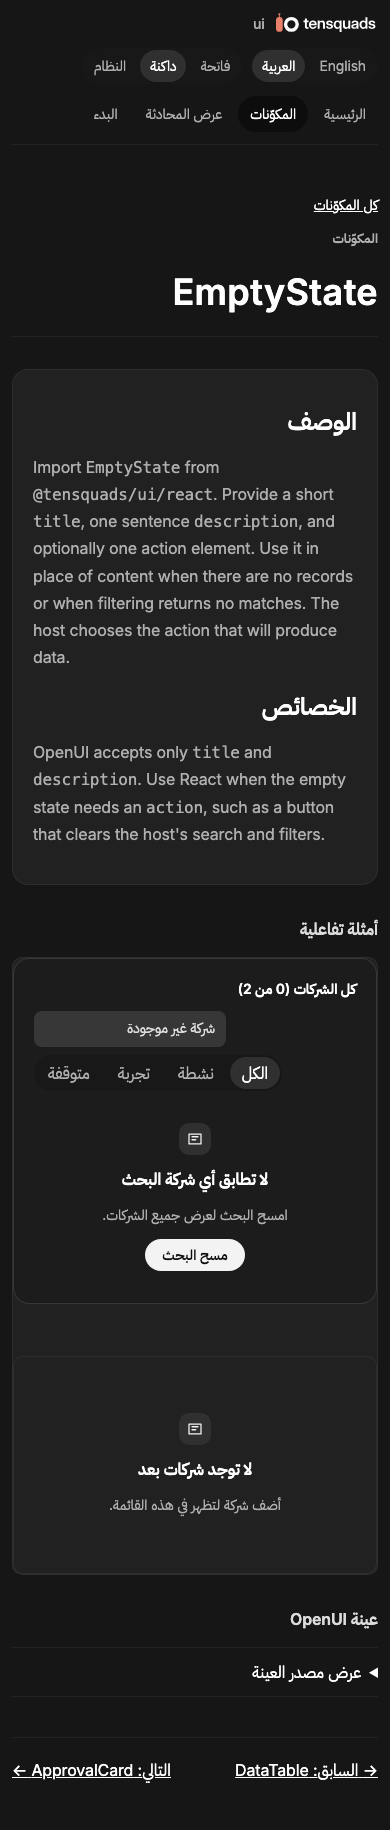 tensquads ui
English العربية فاتحة داكنة النظام
الرئيسية المكوّنات عرض المحادثة البدء
كل المكوّنات
المكوّنات
EmptyState
الوصف
Import EmptyState from
@tensquads/ui/react. Provide a short
title, one sentence description, and
optionally one action element. Use it in
place of content when there are no records
or when filtering returns no matches. The
host chooses the action that will produce
data.
الخصائص
OpenUI accepts only title and
description. Use React when the empty
state needs an action, such as a button
that clears the host's search and filters.
أمثلة تفاعلية
كل الشركات (0 من 2)
شركة غير موجودة
الكل نشطة تجربة متوقفة
لا تطابق أي شركة البحث
امسح البحث لعرض جميع الشركات.
مسح البحث
لا توجد شركات بعد
أضف شركة لتظهر في هذه القائمة.
عينة OpenUI
عرض مصدر العينة
→ السابق: DataTable
التالي: ApprovalCard ←